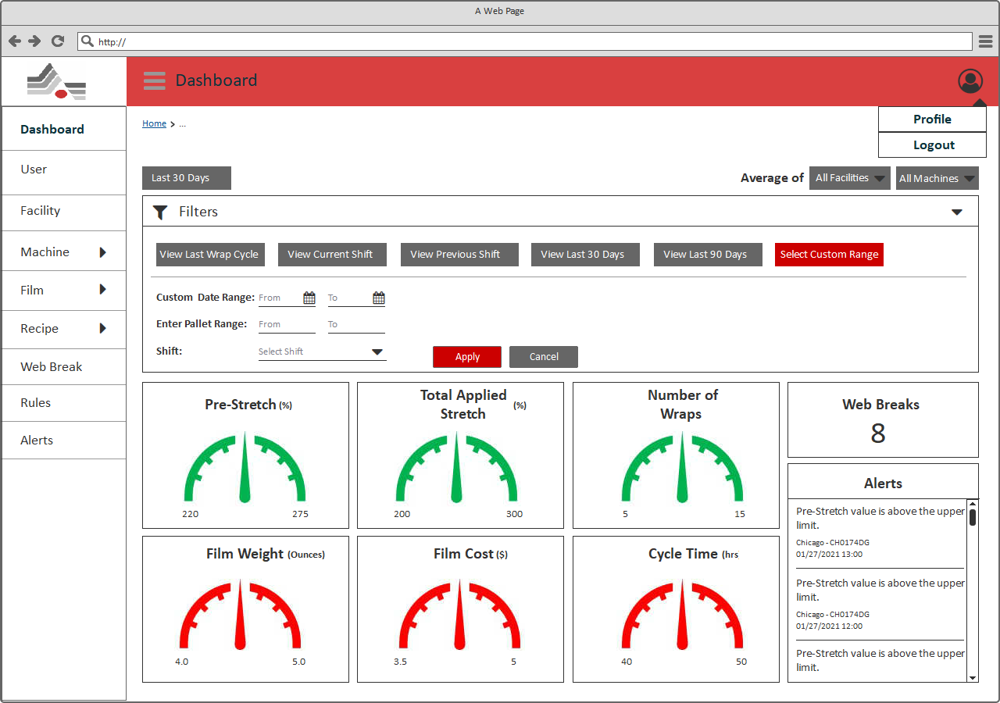 A Web Page
http://
Dashboard
Profile
Logout
Home > ...
Dashboard
User
Facility
Machine
Film
Recipe
Web Break
Rules
Alerts
Last 30 Days
Average of
All Facilities
All Machines
Filters
View Last Wrap Cycle
View Current Shift
View Previous Shift
View Last 30 Days
View Last 90 Days
Select Custom Range
Custom Date Range: From To
Enter Pallet Range: From To
Shift: Select Shift
Apply
Cancel
Pre-Stretch (%)
220 275
Total Applied
Stretch (%)
200 300
Number of
Wraps
5 15
Web Breaks
8
Film Weight (Ounces)
4.0 5.0
Film Cost ($)
3.5 5
Cycle Time (hrs
40 50
Alerts
Pre-Stretch value is above the upper
limit.
Chicago - CH0174DG
01/27/2021 13:00
Pre-Stretch value is above the upper
limit.
Chicago - CH0174DG
01/27/2021 12:00
Pre-Stretch value is above the upper
limit.